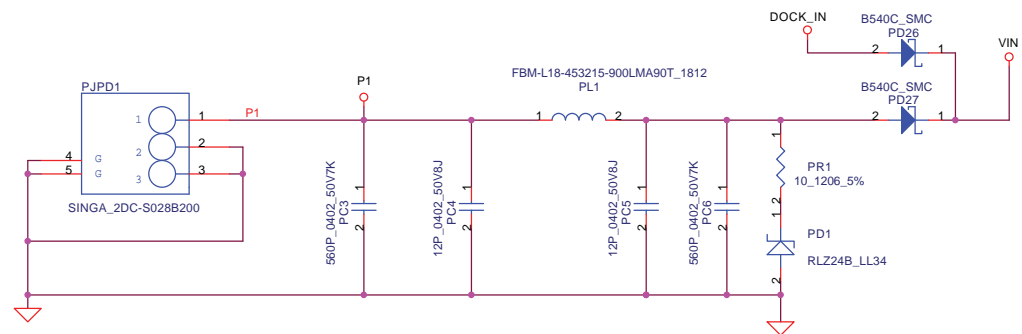 DOCK_IN
B540C_SMC
PD26
2
1
VIN
FBM-L18-453215-900LMA90T_1812
PL1
B540C_SMC
PD27
PJPD1
P1
1
1
P1
1
2
2
1
2
2
3
3
4
G
5
G
SINGA_2DC-S028B200
560P_0402_50V7K
PC3
1
2
12P_0402_50V8J
PC4
1
2
12P_0402_50V8J
PC5
1
2
560P_0402_50V7K
PC6
1
2
1
PR1
10_1206_5%
2
1
PD1
RLZ24B_LL34
2